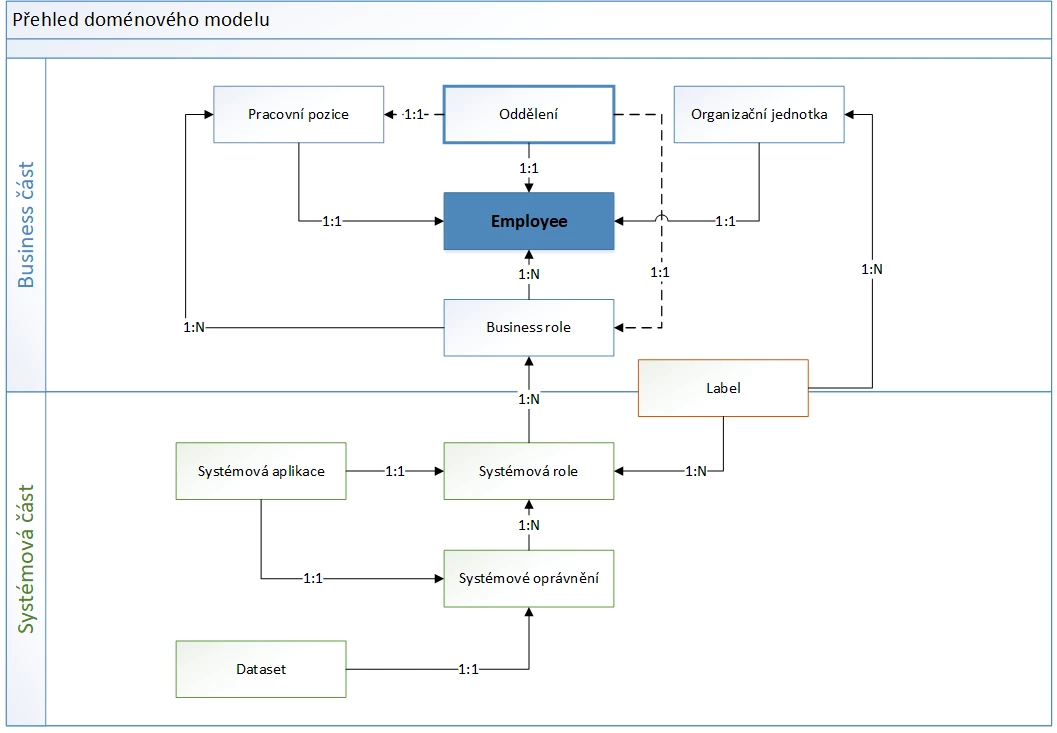 Přehled doménového modelu
Business část
Pracovní pozice
1:1
Oddělení
Organizační jednotka
1:1
1:1
Employee
1:1
1:N
1:1
1:N
1:N
Business role
Label
1:N
Systémová část
Systémová aplikace
1:1
Systémová role
1:N
1:N
1:1
Systémové oprávnění
Dataset
1:1